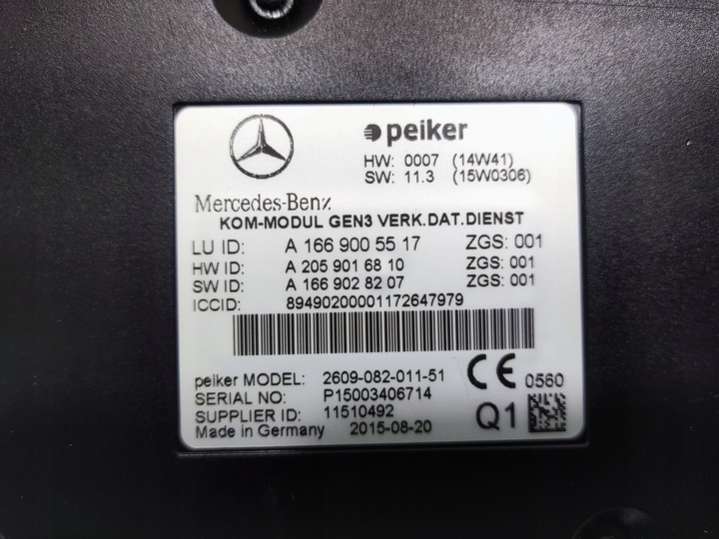 peiker
HW: 0007 (14W41)
SW: 11.3 (15W0306)
Mercedes-Benz
KOM-MODUL GEN3 VERK.DAT.DIENST
LU ID: A 166 900 55 17 ZGS: 001
HW ID: A 205 901 68 10 ZGS: 001
SW ID: A 166 902 82 07 ZGS: 001
ICCID: 89490200001172647979
peiker MODEL: 2609-082-011-51
CE 0560
SERIAL NO: P15003406714
SUPPLIER ID: 11510492
Made in Germany 2015-08-20
Q1